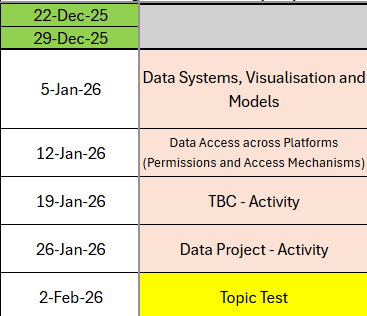 22-Dec-25
29-Dec-25
5-Jan-26
Data Systems, Visualisation and
Models
12-Jan-26
Data Access across Platforms
(Permissions and Access Mechanisms)
19-Jan-26
TBC - Activity
26-Jan-26
Data Project - Activity
2-Feb-26
Topic Test